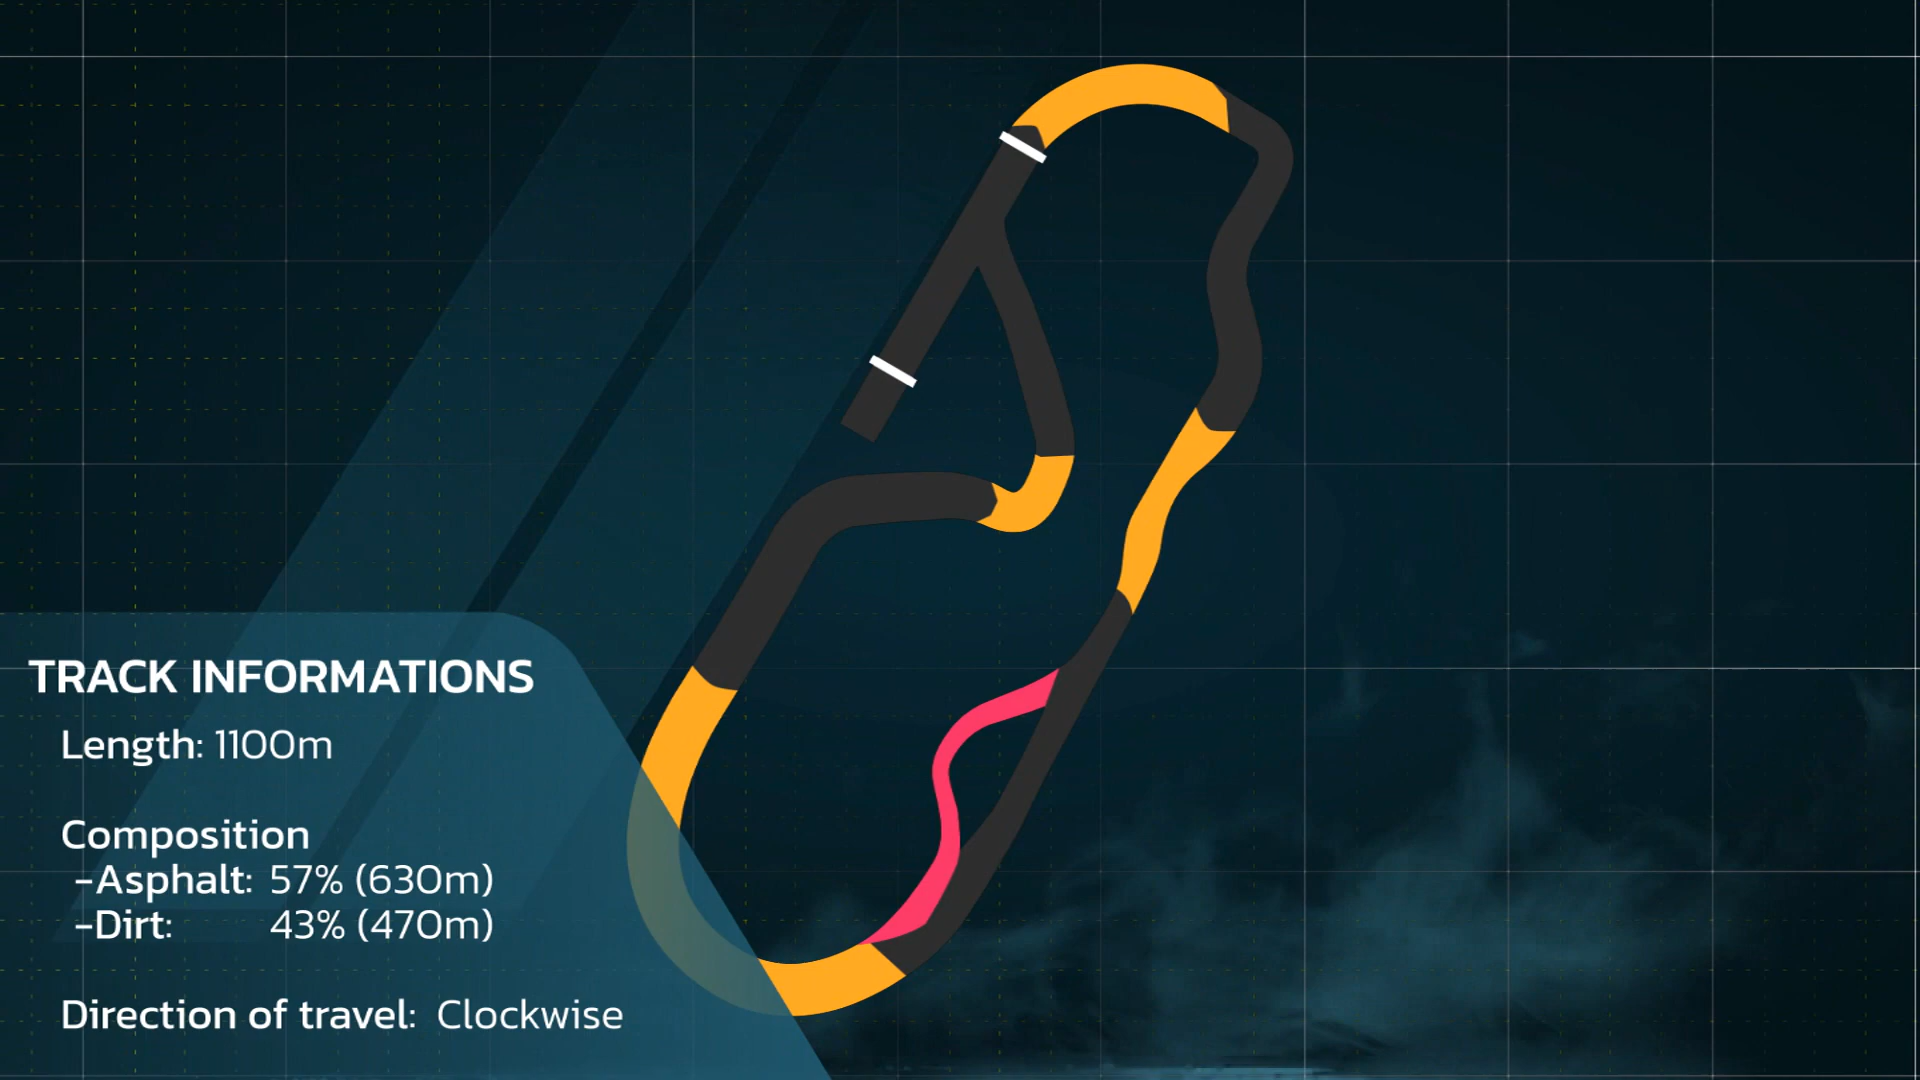 TRACK INFORMATIONS
Length: 1100m
Composition
-Asphalt: 57% (630m)
-Dirt: 43% (470m)
Direction of travel: Clockwise